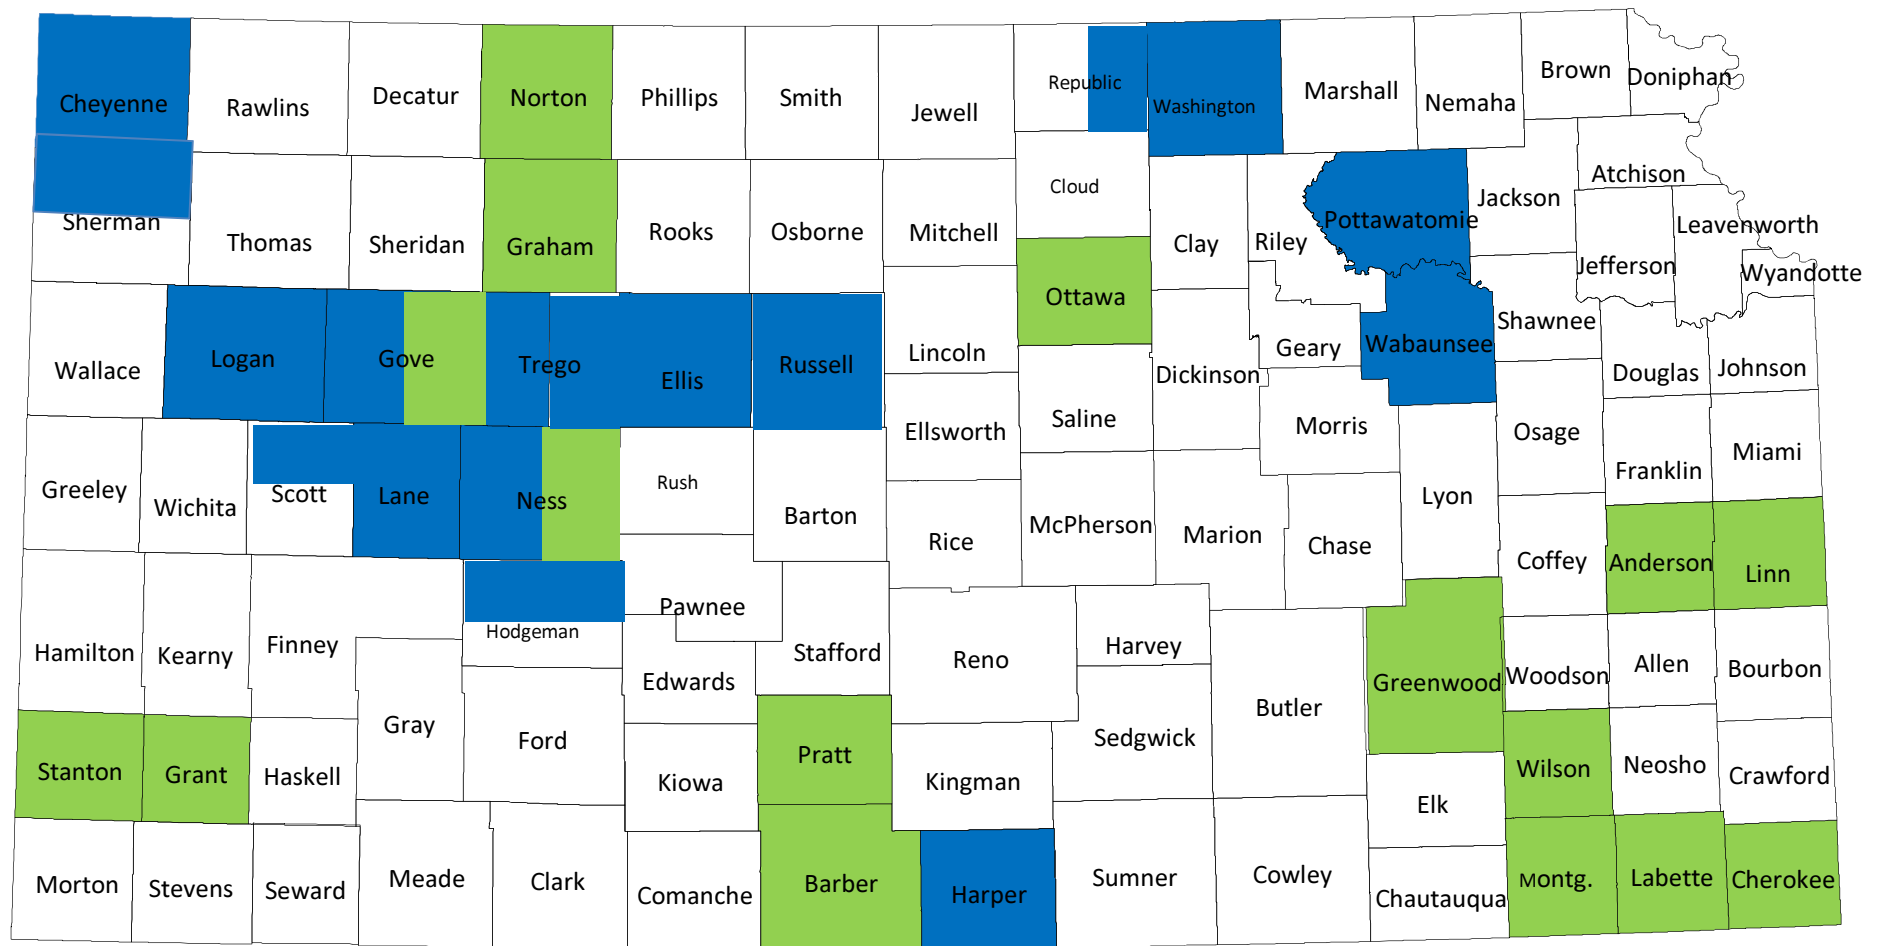 Cheyenne
Rawlins
Decatur
Norton
Phillips
Smith
Jewell
Republic
Washington
Marshall
Nemaha
Brown
Doniphan
Sherman
Thomas
Sheridan
Graham
Rooks
Osborne
Mitchell
Cloud
Clay
Riley
Pottawatomie
Jackson
Atchison
Leavenworth
Jefferson
Wyandotte
Ottawa
Wallace
Logan
Gove
Trego
Ellis
Russell
Lincoln
Dickinson
Geary
Wabaunsee
Shawnee
Douglas
Johnson
Greeley
Wichita
Scott
Lane
Ness
Rush
Barton
Ellsworth
Saline
Morris
Osage
Franklin
Miami
Rice
McPherson
Marion
Chase
Lyon
Coffey
Anderson
Linn
Hamilton
Kearny
Finney
Hodgeman
Pawnee
Stafford
Edwards
Reno
Harvey
Greenwood
Woodson
Allen
Bourbon
Stanton
Grant
Haskell
Gray
Ford
Kiowa
Pratt
Kingman
Sedgwick
Butler
Elk
Wilson
Neosho
Crawford
Morton
Stevens
Seward
Meade
Clark
Comanche
Barber
Harper
Sumner
Cowley
Chautauqua
Montg.
Labette
Cherokee